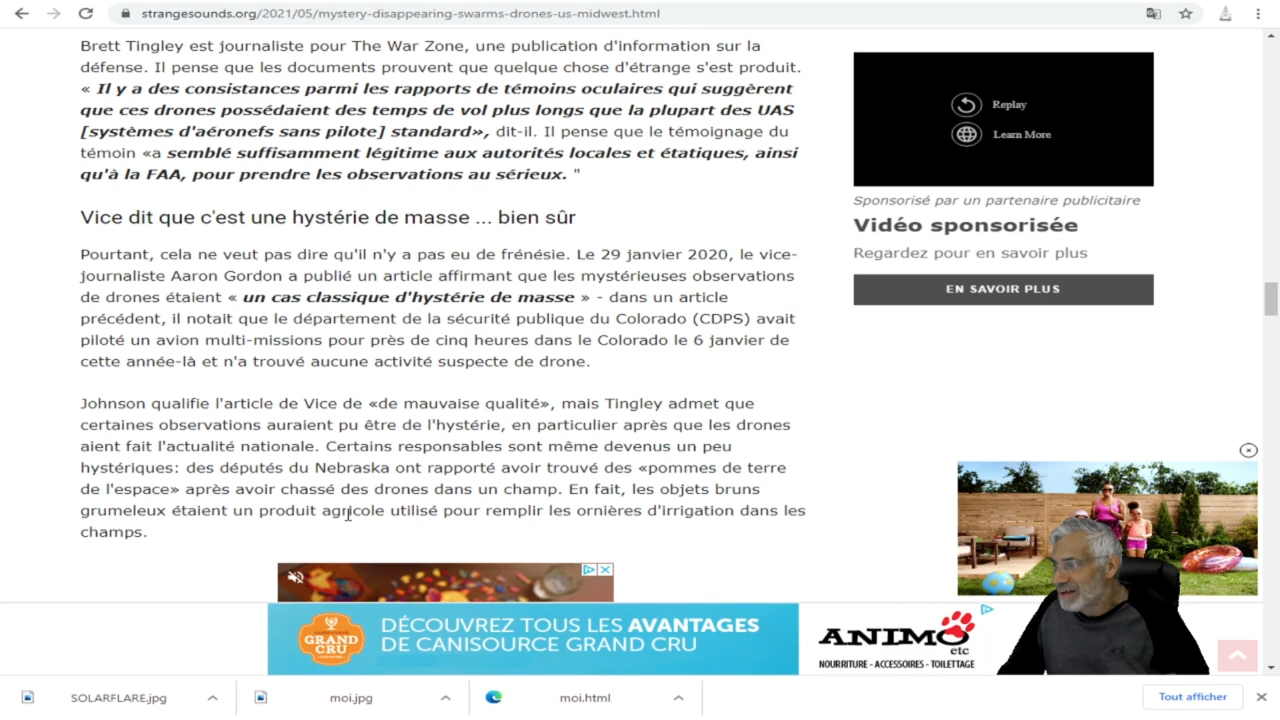 strangesounds.org/2021/05/mystery-disappearing-swarms-drones-us-midwest.html
Brett Tingley est journaliste pour The War Zone, une publication d'information sur la
défense. Il pense que les documents prouvent que quelque chose d'étrange s'est produit.
« Il y a des consistances parmi les rapports de témoins oculaires qui suggèrent
que ces drones possédaient des temps de vol plus longs que la plupart des UAS
[systèmes d'aéronefs sans pilote] standard», dit-il. Il pense que le témoignage du
témoin «a semblé suffisamment légitime aux autorités locales et étatiques, ainsi
qu'à la FAA, pour prendre les observations au sérieux. "
Vice dit que c'est une hystérie de masse ... bien sûr
Pourtant, cela ne veut pas dire qu'il n'y a pas eu de frénésie. Le 29 janvier 2020, le vice-
journaliste Aaron Gordon a publié un article affirmant que les mystérieuses observations
de drones étaient « un cas classique d'hystérie de masse » - dans un article
précédent, il notait que le département de la sécurité publique du Colorado (CDPS) avait
piloté un avion multi-missions pour près de cinq heures dans le Colorado le 6 janvier de
cette année-là et n'a trouvé aucune activité suspecte de drone.
Johnson qualifie l'article de Vice de «de mauvaise qualité», mais Tingley admet que
certaines observations auraient pu être de l'hystérie, en particulier après que les drones
aient fait l'actualité nationale. Certains responsables sont même devenus un peu
hystériques: des députés du Nebraska ont rapporté avoir trouvé des «pommes de terre
de l'espace» après avoir chassé des drones dans un champ. En fait, les objets bruns
grumeleux étaient un produit agricole utilisé pour remplir les ornières d'irrigation dans les
champs.
Replay
Learn More
Sponsorisé par un partenaire publicitaire
Vidéo sponsorisée
Regardez pour en savoir plus
EN SAVOIR PLUS
GRAND
CRU
DÉCOUVREZ TOUS LES AVANTAGES
DE CANISOURCE GRAND CRU
ANIMO
etc
NOURRITURE - ACCESSOIRES - TOILETTAGE
SOLARFLARE.jpg
moi.jpg
moi.html
Tout afficher